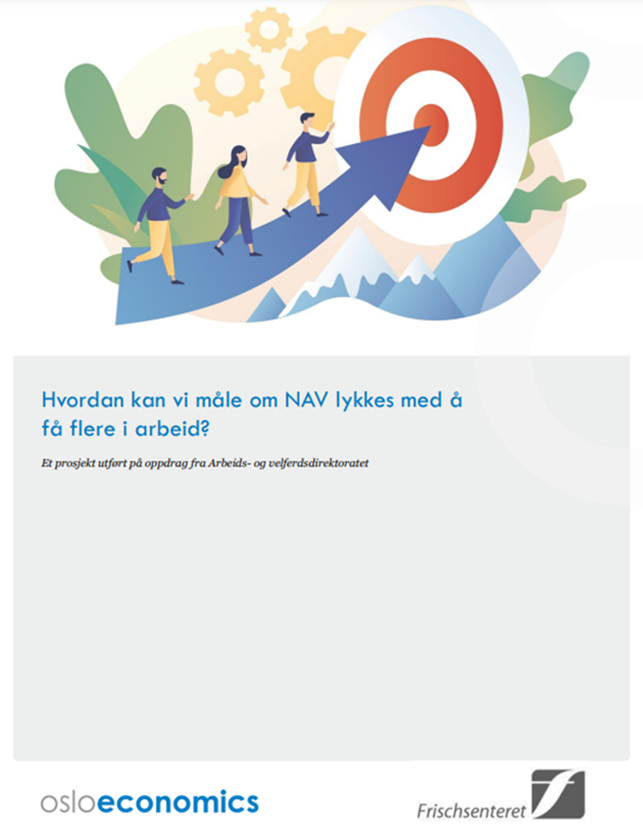 Hvordan kan vi måle om NAV lykkes med å
få flere i arbeid?
Et prosjekt utført på oppdrag fra Arbeids- og velferdsdirektoratet
osloeconomics
Frischsenteret